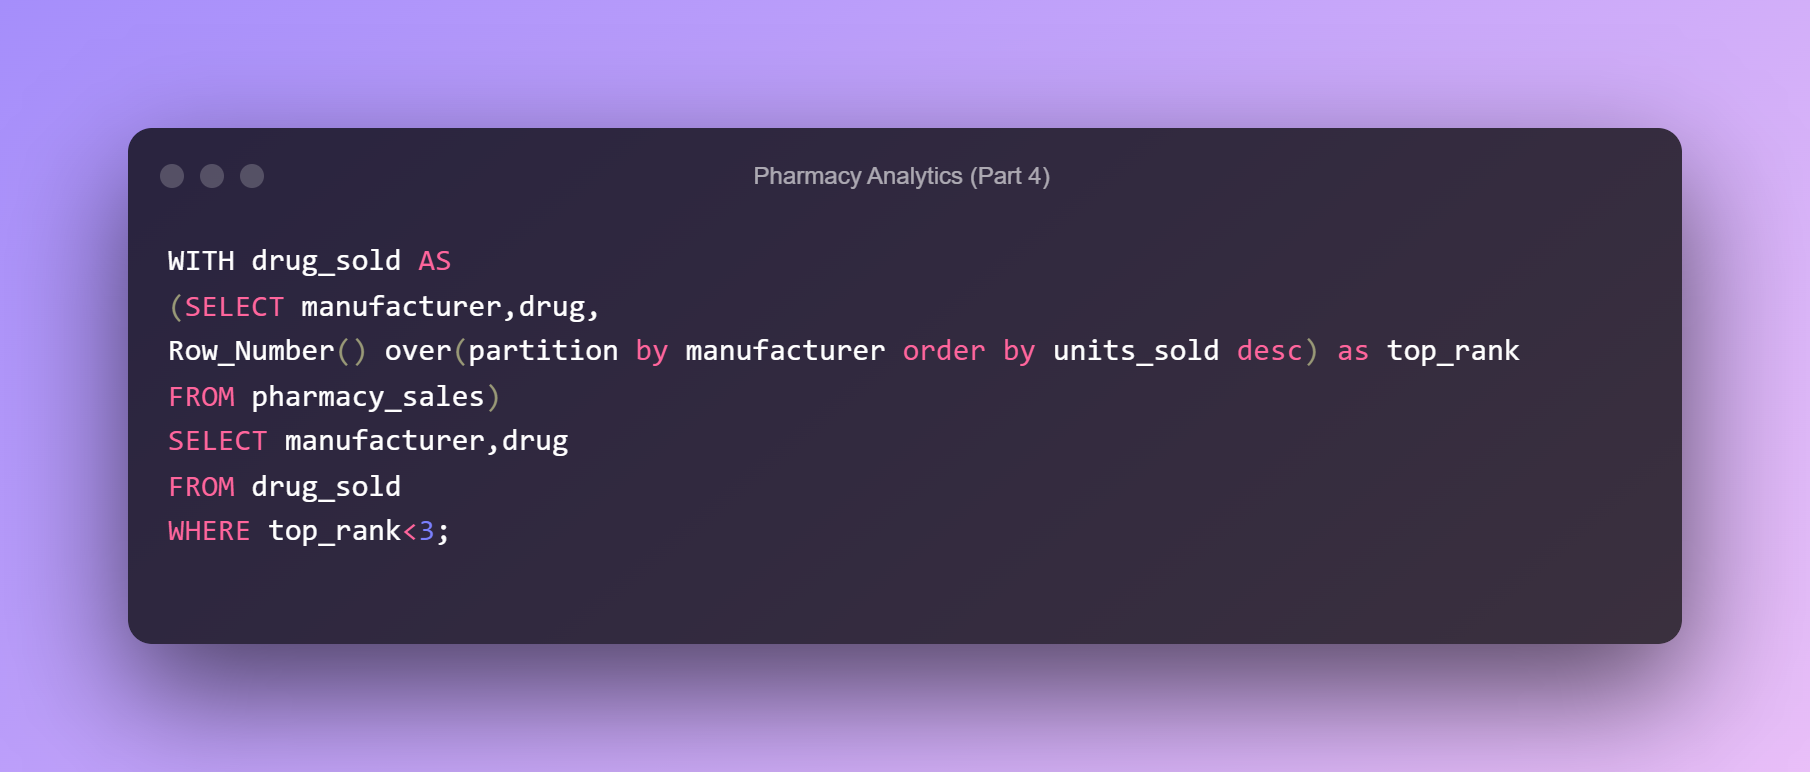 Pharmacy Analytics (Part 4)
WITH drug_sold AS
(SELECT manufacturer,drug,
Row_Number() over(partition by manufacturer order by units_sold desc) as top_rank
FROM pharmacy_sales)
SELECT manufacturer,drug
FROM drug_sold
WHERE top_rank<3;